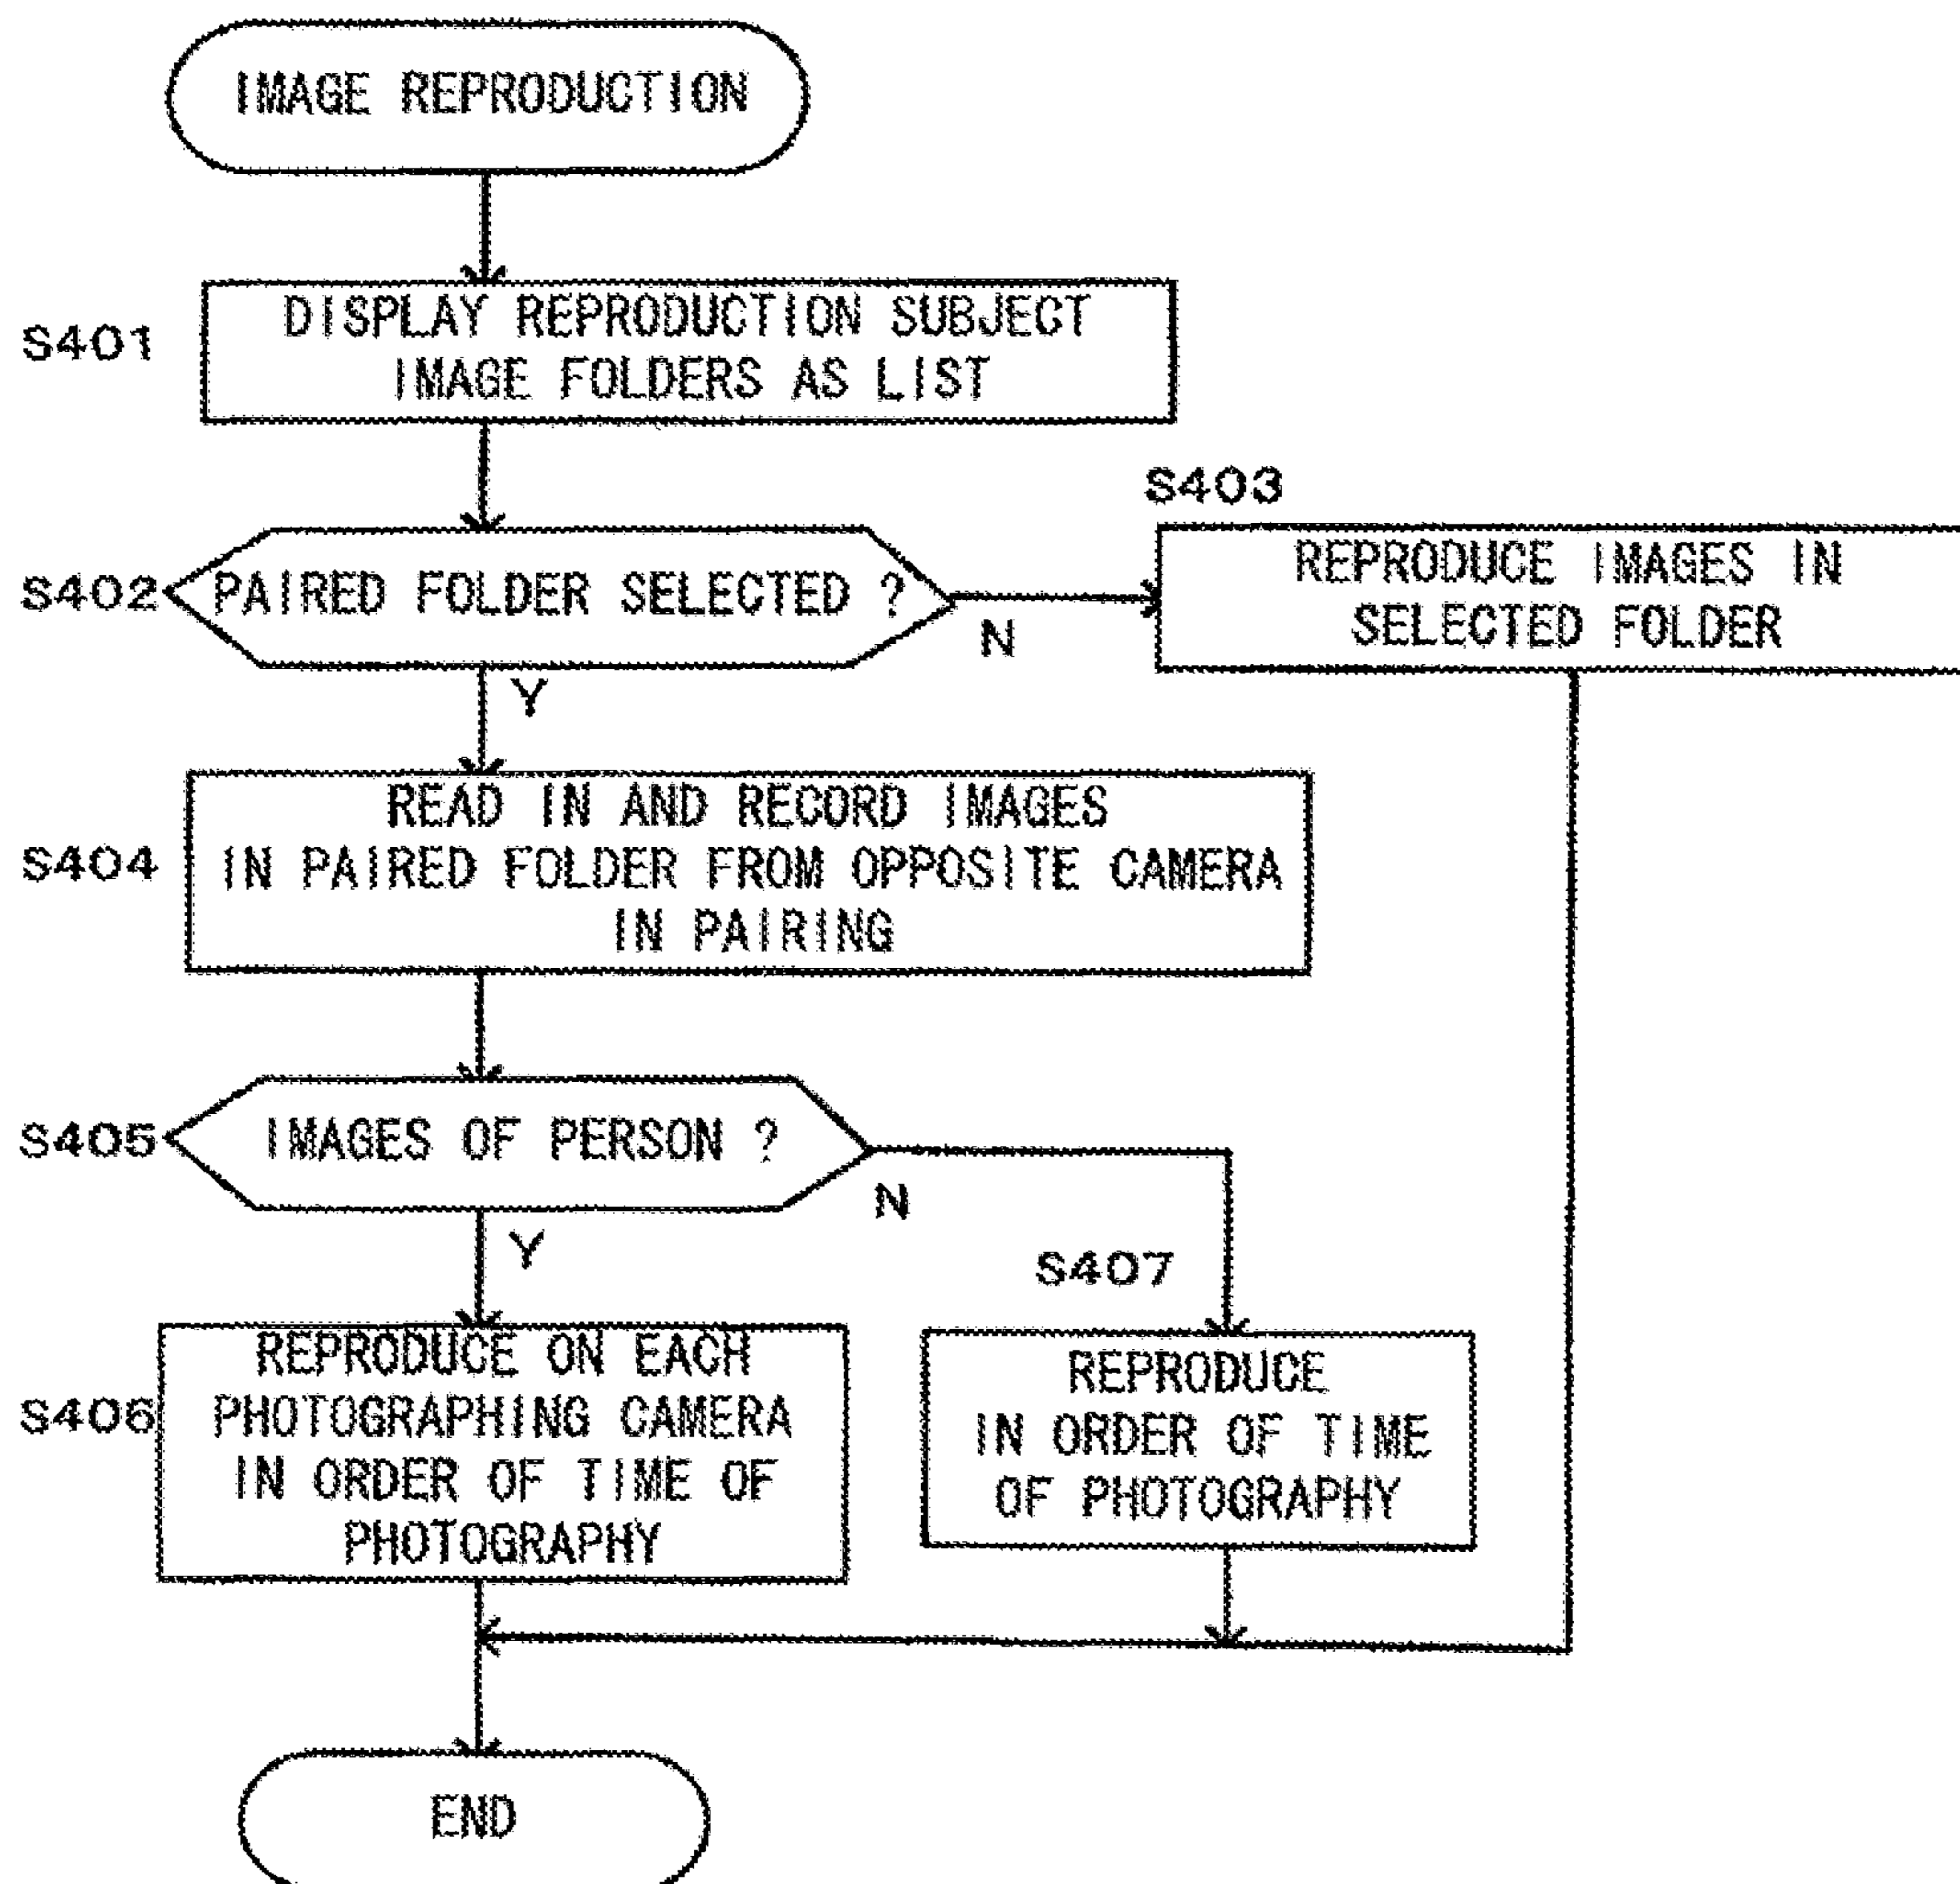 IMAGE REPRODUCTION
S401
DISPLAY REPRODUCTION SUBJECT
IMAGE FOLDERS AS LIST
S402
PAIRED FOLDER SELECTED ?
N
Y
S403
REPRODUCE IMAGES IN
SELECTED FOLDER
S404
READ IN AND RECORD IMAGES
IN PAIRED FOLDER FROM OPPOSITE CAMERA
IN PAIRING
S405
IMAGES OF PERSON ?
N
Y
S406
REPRODUCE ON EACH
PHOTOGRAPHING CAMERA
IN ORDER OF TIME OF
PHOTOGRAPHY
S407
REPRODUCE
IN ORDER OF TIME
OF PHOTOGRAPHY
END